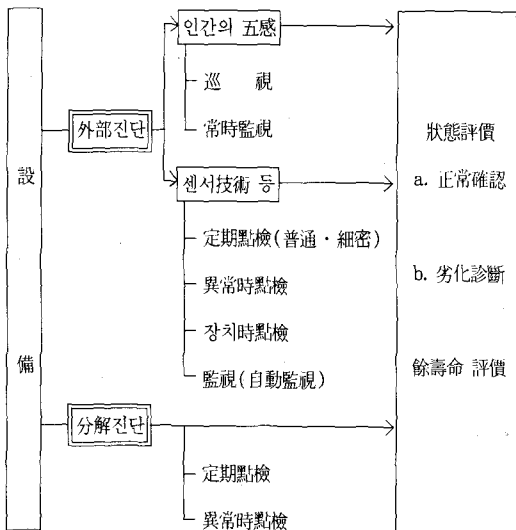 設
備
外部진단
인간의 五感
巡 視
常時監視
센서技術 등
定期點檢(普通・細密)
異常時點檢
장치時點檢
監視(自動監視)
分解진단
定期點檢
異常時點檢
狀態評價
a. 正常確認
b. 劣化診斷
餘壽命 評價